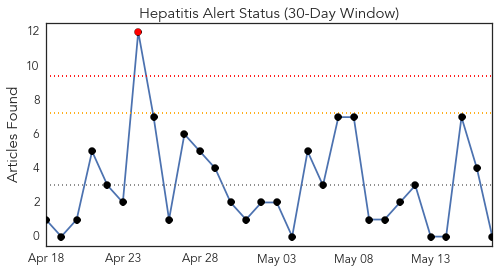 Hepatitis Alert Status (30-Day Window)
Articles Found
12
10
8
6
4
2
0
Apr 18
Apr 23
Apr 28
May 03
May 08
May 13